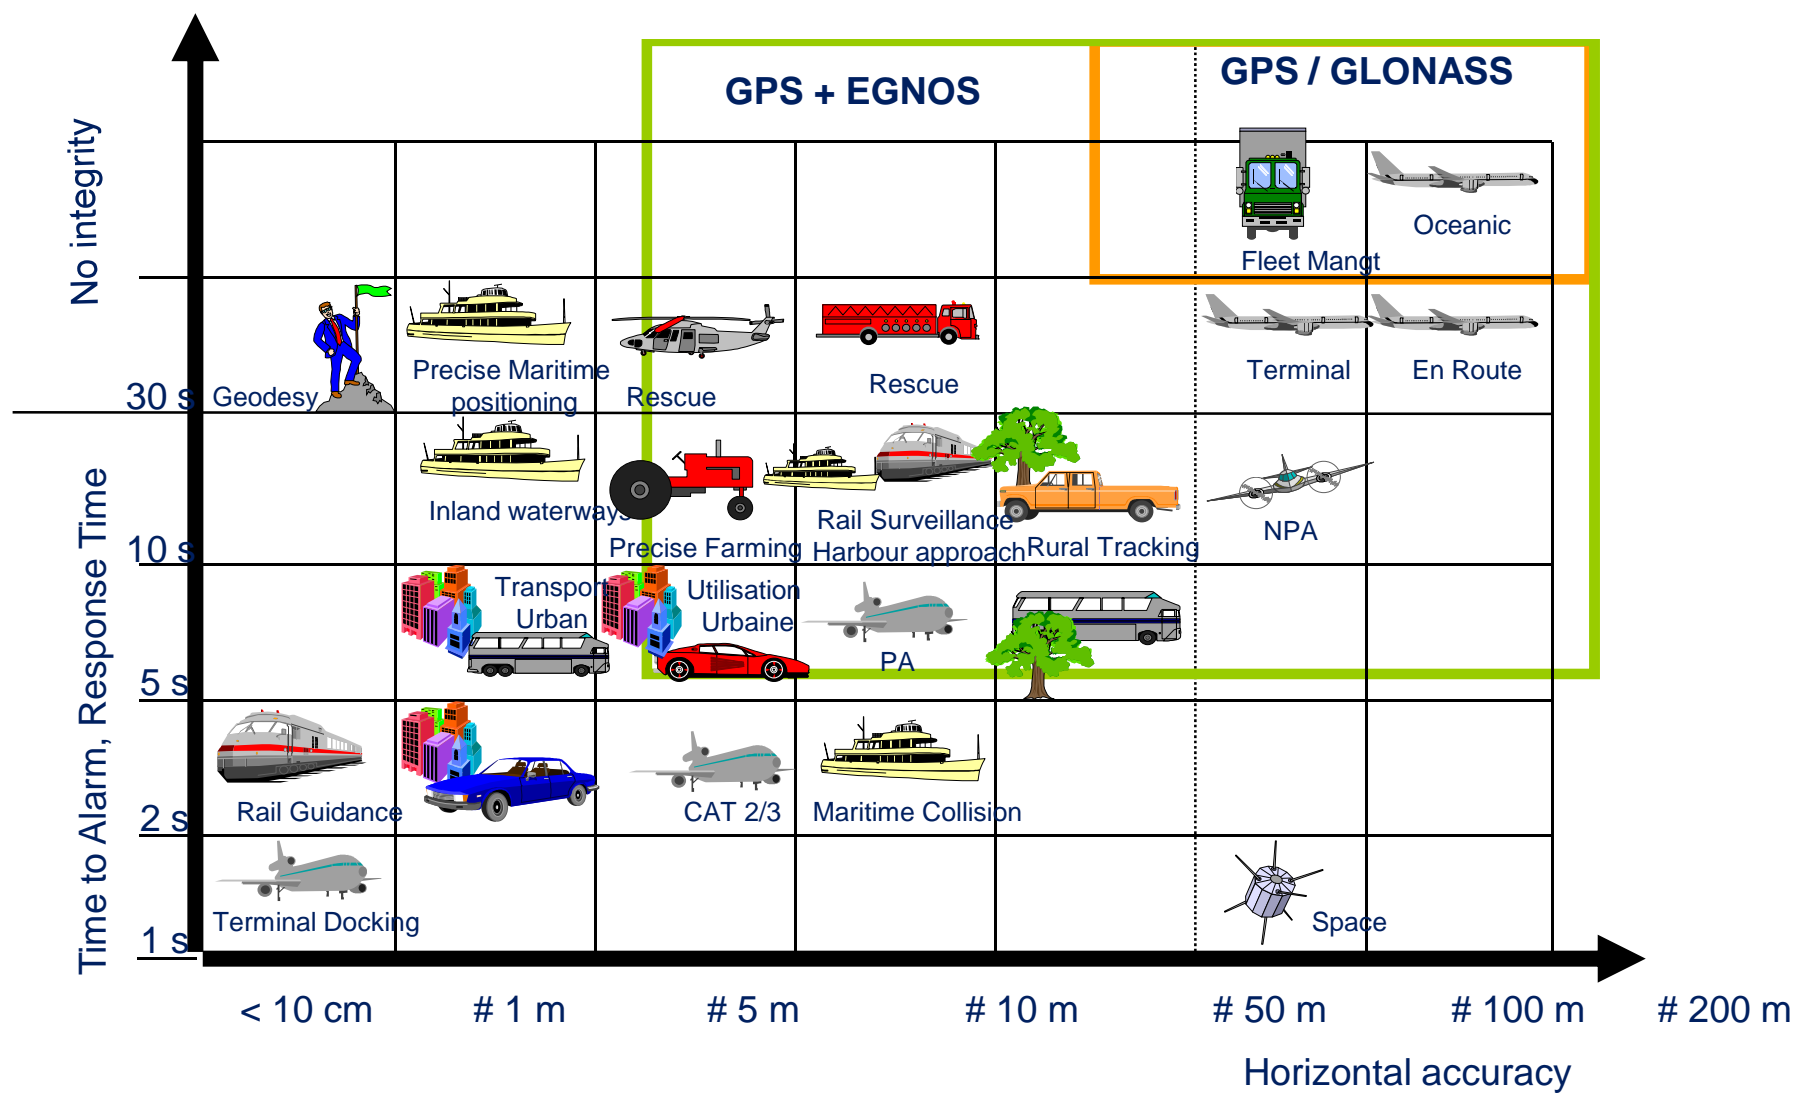 GPS + EGNOS
GPS / GLONASS
No integrity
Oceanic
Fleet Mangt
Geodesy
Precise Maritime
positioning
Rescue
Rescue
Terminal
En Route
30 s
Inland waterways
Precise Farming
Rail Surveillance
Harbour approach
Rural Tracking
NPA
10 s
Time to Alarm, Response Time
Transport
Urban
Utilisation
Urbaine
PA
5 s
Rail Guidance
CAT 2/3
Maritime Collision
2 s
Terminal Docking
Space
1 s
< 10 cm
# 1 m
# 5 m
# 10 m
# 50 m
# 100 m
# 200 m
Horizontal accuracy